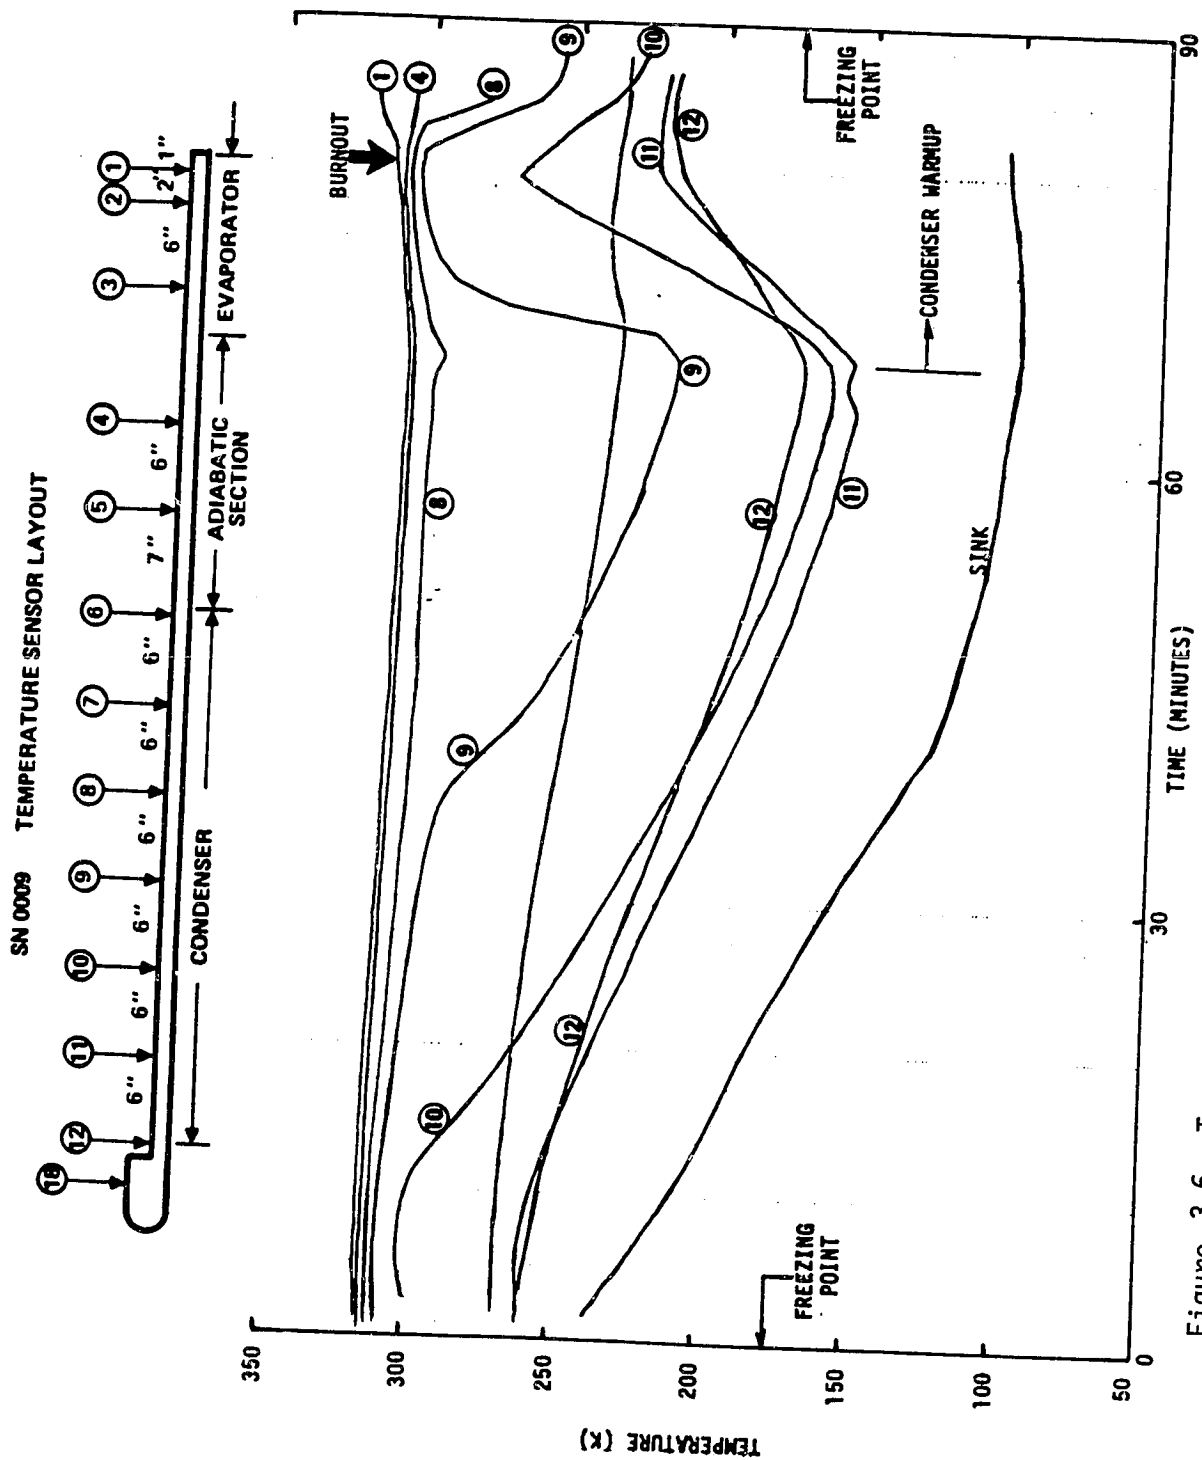 SN 0009 TEMPERATURE SENSOR LAYOUT
18 12 11 10 9 8 7 6 5 4 3 2 1
6" 6" 6" 6" 6" 6" 7" 6" 6" 2" 1"
CONDENSER
ADIABATIC
SECTION
EVAPORATOR
BURNOUT
1
4
8
9
10
11
12
10
12
9
8
12
11
9
SINK
CONDENSER WARMUP
FREEZING
POINT
FREEZING
POINT
350
300
250
200
150
100
50
TEMPERATURE (K)
0
30
60
90
TIME (MINUTES)
Figure 3.6